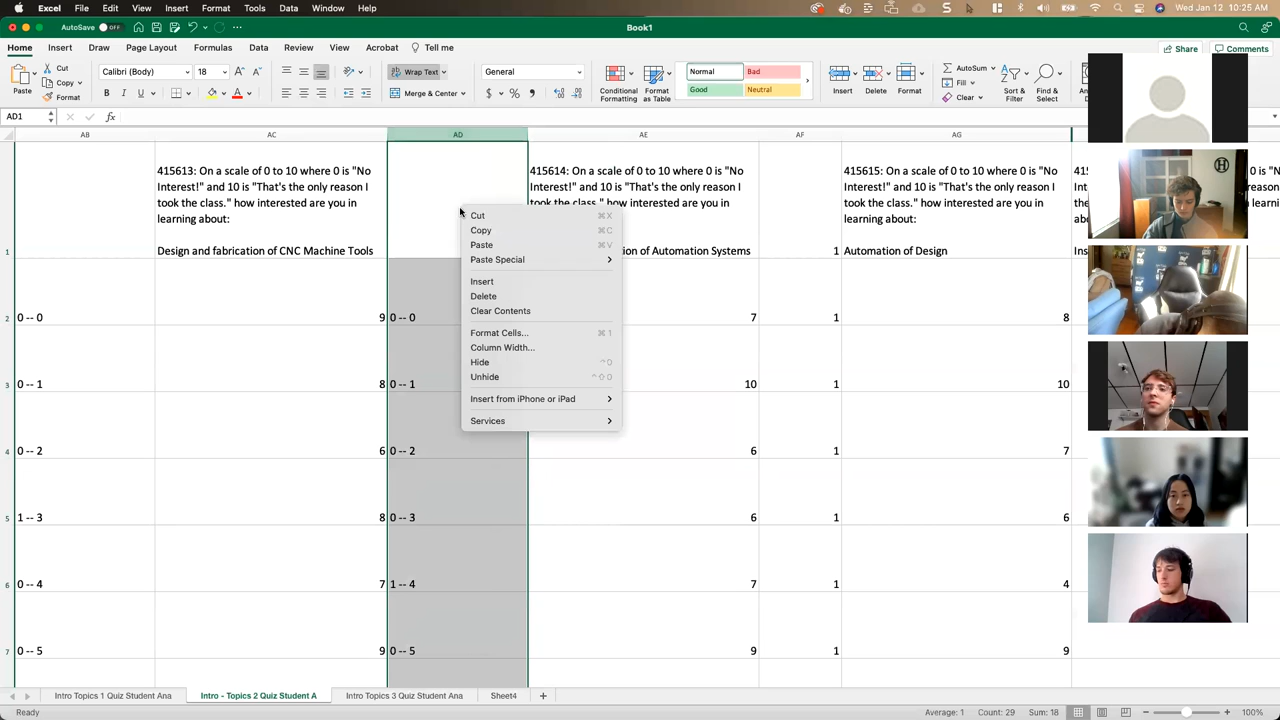 Excel File Edit View Insert Format Tools Data Window Help
Wed Jan 12 10:25 AM
AutoSave OFF
Book1
Home Insert Draw Page Layout Formulas Data Review View Acrobat Tell me
Share Comments
Paste
Cut
Copy
Format
Calibri (Body) 18
B I U
Wrap Text
Merge & Center
General
$ % ,
Conditional Formatting
Format as Table
Normal Bad
Good Neutral
Insert Delete Format
AutoSum
Fill
Clear
Sort & Filter
Find & Select
AD1
fx
AB AC AD AE AF AG
415613: On a scale of 0 to 10 where 0 is "No
Interest!" and 10 is "That's the only reason I
took the class." how interested are you in
learning about:
Design and fabrication of CNC Machine Tools
415614: On a scale of 0 to 10 where 0 is "No
Interest!" and 10 is "That's the only reason I
took the class." how interested are you in
ion of Automation Systems
1
415615: On a scale of 0 to 10 where 0 is "No
Interest!" and 10 is "That's the only reason I
took the class." how interested are you in
learning about:
Automation of Design
Ins
1
2 0 -- 0 9 0 -- 0 7 1 8
3 0 -- 1 8 0 -- 1 10 1 10
4 0 -- 2 6 0 -- 2 6 1 7
5 1 -- 3 8 0 -- 3 6 1 6
6 0 -- 4 7 1 -- 4 7 1 4
7 0 -- 5 9 0 -- 5 9 1 9
Cut ⌘X
Copy ⌘C
Paste ⌘V
Paste Special
Insert
Delete
Clear Contents
Format Cells... ⌘1
Column Width...
Hide ^0
Unhide ^⇧0
Insert from iPhone or iPad
Services
Intro Topics 1 Quiz Student Ana Intro - Topics 2 Quiz Student A Intro Topics 3 Quiz Student Ana Sheet4 +
Ready
Average: 1 Count: 29 Sum: 18
100%